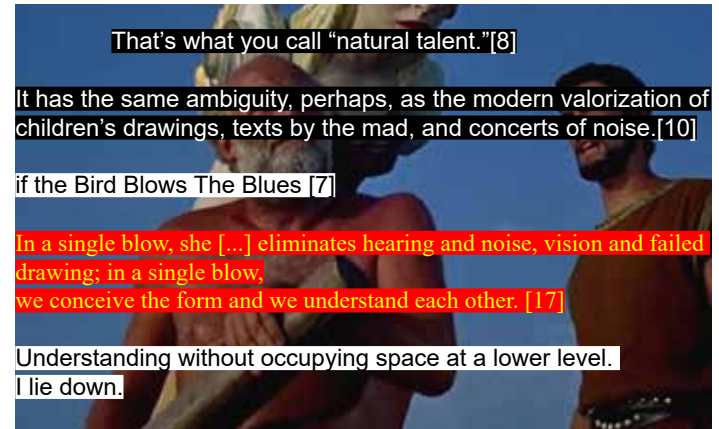 That’s what you call “natural talent.”[8]
It has the same ambiguity, perhaps, as the modern valorization of
children’s drawings, texts by the mad, and concerts of noise.[10]
if the Bird Blows The Blues [7]
In a single blow, she [...] eliminates hearing and noise, vision and failed
drawing; in a single blow,
we conceive the form and we understand each other. [17]
Understanding without occupying space at a lower level.
I lie down.